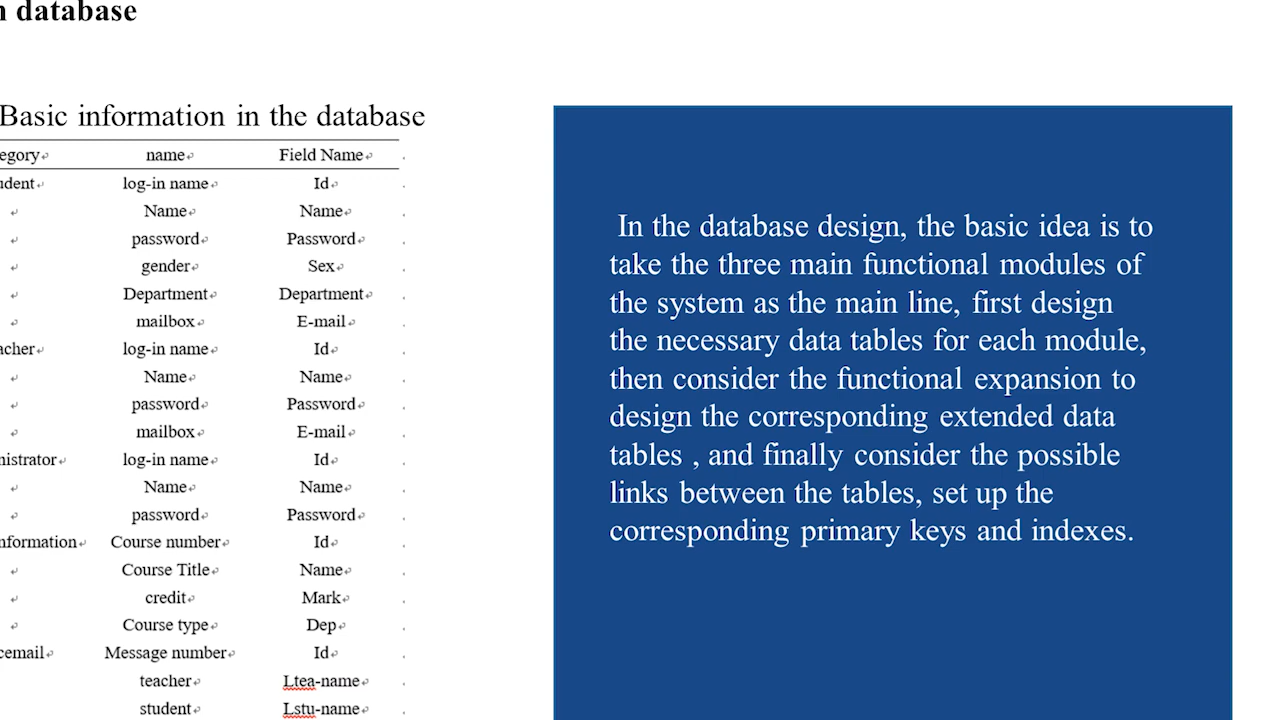 n database
Basic information in the database
egory name Field Name
udent log-in name Id
Name Name
password Password
gender Sex
Department Department
mailbox E-mail
acher log-in name Id
Name Name
password Password
mailbox E-mail
nistrator log-in name Id
Name Name
password Password
nformation Course number Id
Course Title Name
credit Mark
Course type Dep
cemail Message number Id
teacher Ltea-name
student Lstu-name
In the database design, the basic idea is to
take the three main functional modules of
the system as the main line, first design
the necessary data tables for each module,
then consider the functional expansion to
design the corresponding extended data
tables , and finally consider the possible
links between the tables, set up the
corresponding primary keys and indexes.